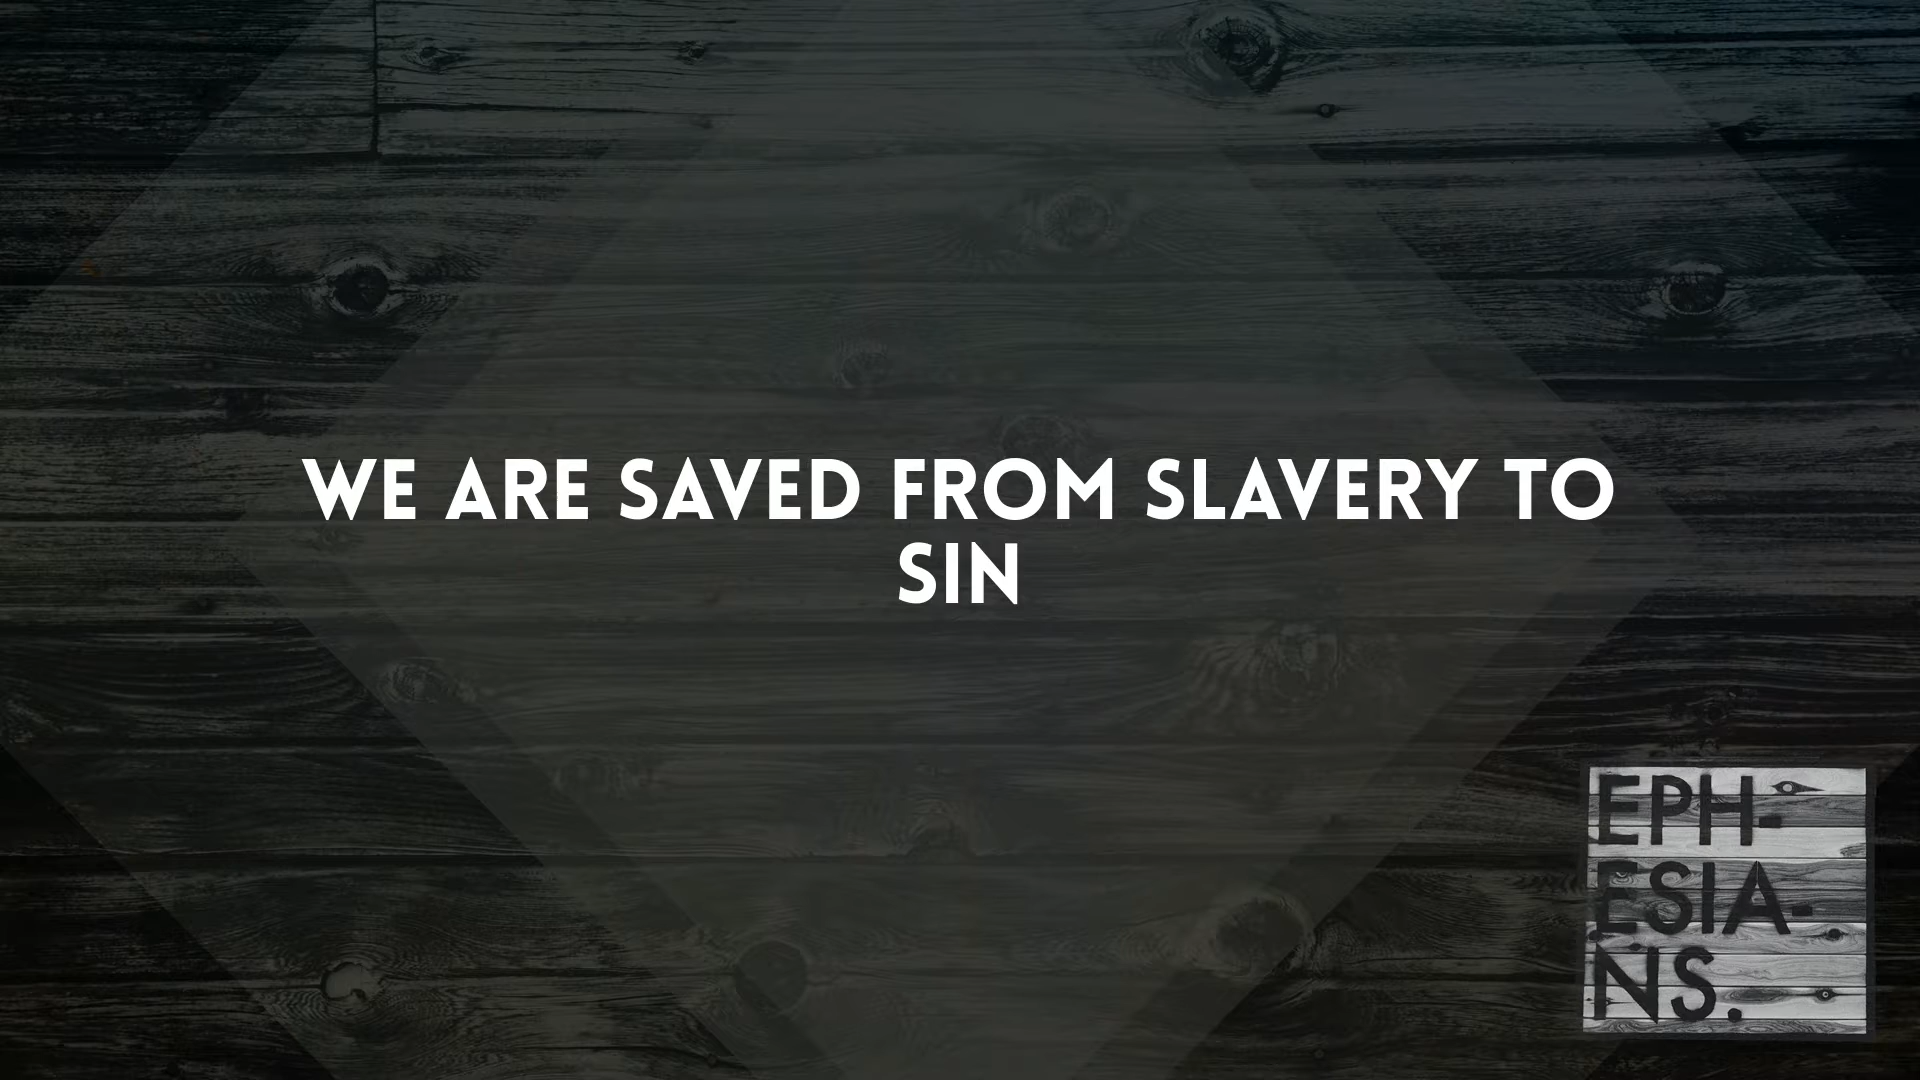 WE ARE SAVED FROM SLAVERY TO
SIN
EPH-
ESIA-
NS.